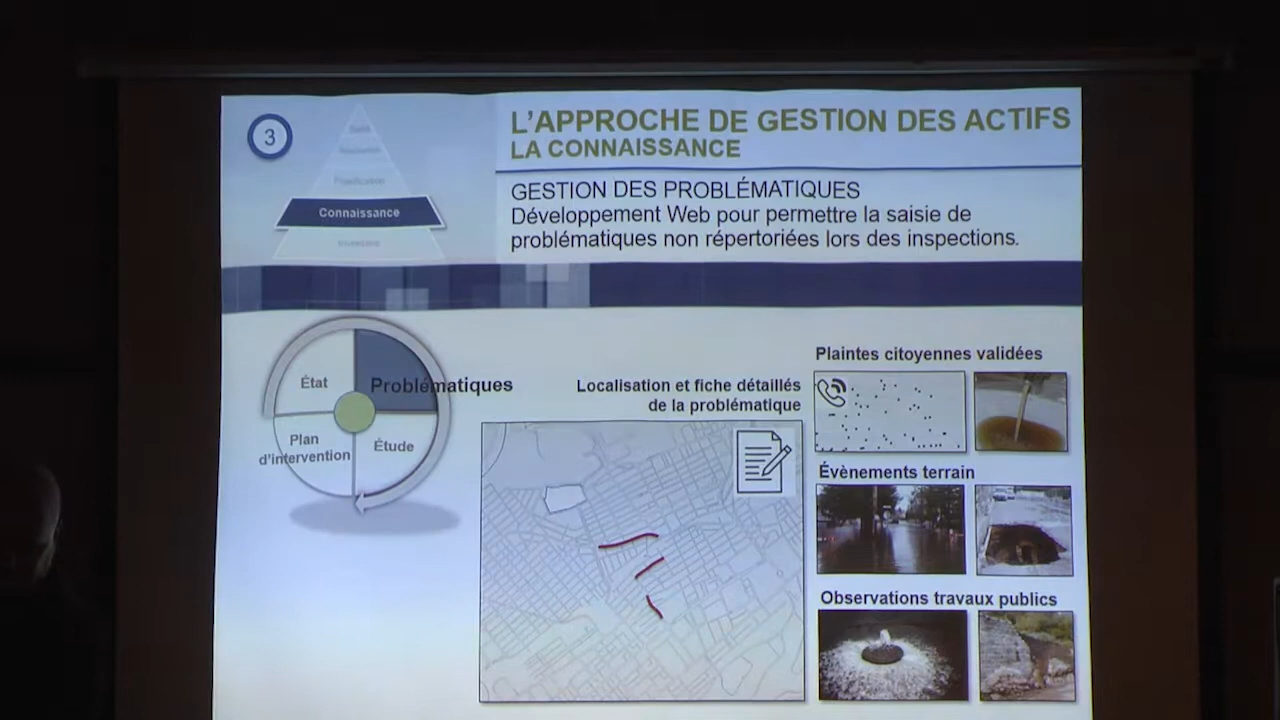 3
Planification
Connaissance
Inventaire
L'APPROCHE DE GESTION DES ACTIFS
LA CONNAISSANCE
GESTION DES PROBLÉMATIQUES
Développement Web pour permettre la saisie de
problématiques non répertoriées lors des inspections.
État
Problématiques
Plan
d'intervention
Étude
Localisation et fiche détaillés
de la problématique
Plaintes citoyennes validées
Évènements terrain
Observations travaux publics